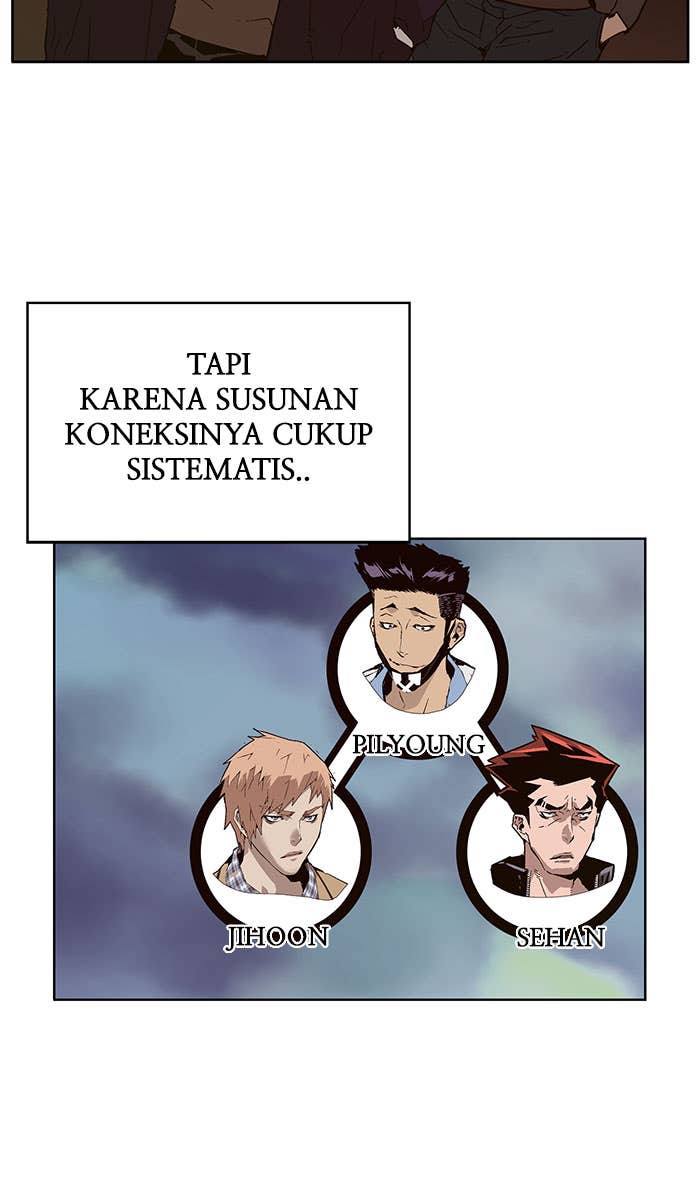 TAPI
KARENA SUSUNAN
KONEKSINYA CUKUP
SISTEMATIS..
PILYOUNG
JIHOON
SEHAN